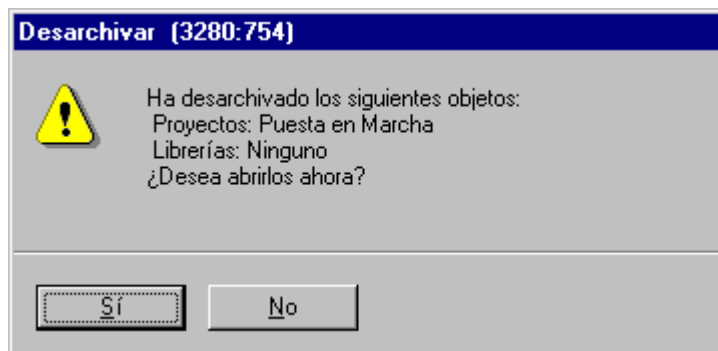 Desarchivar (3280:754)
Ha desarchivado los siguientes objetos:
Proyectos: Puesta en Marcha
Librerías: Ninguno
¿Desea abrirlos ahora?
Sí No